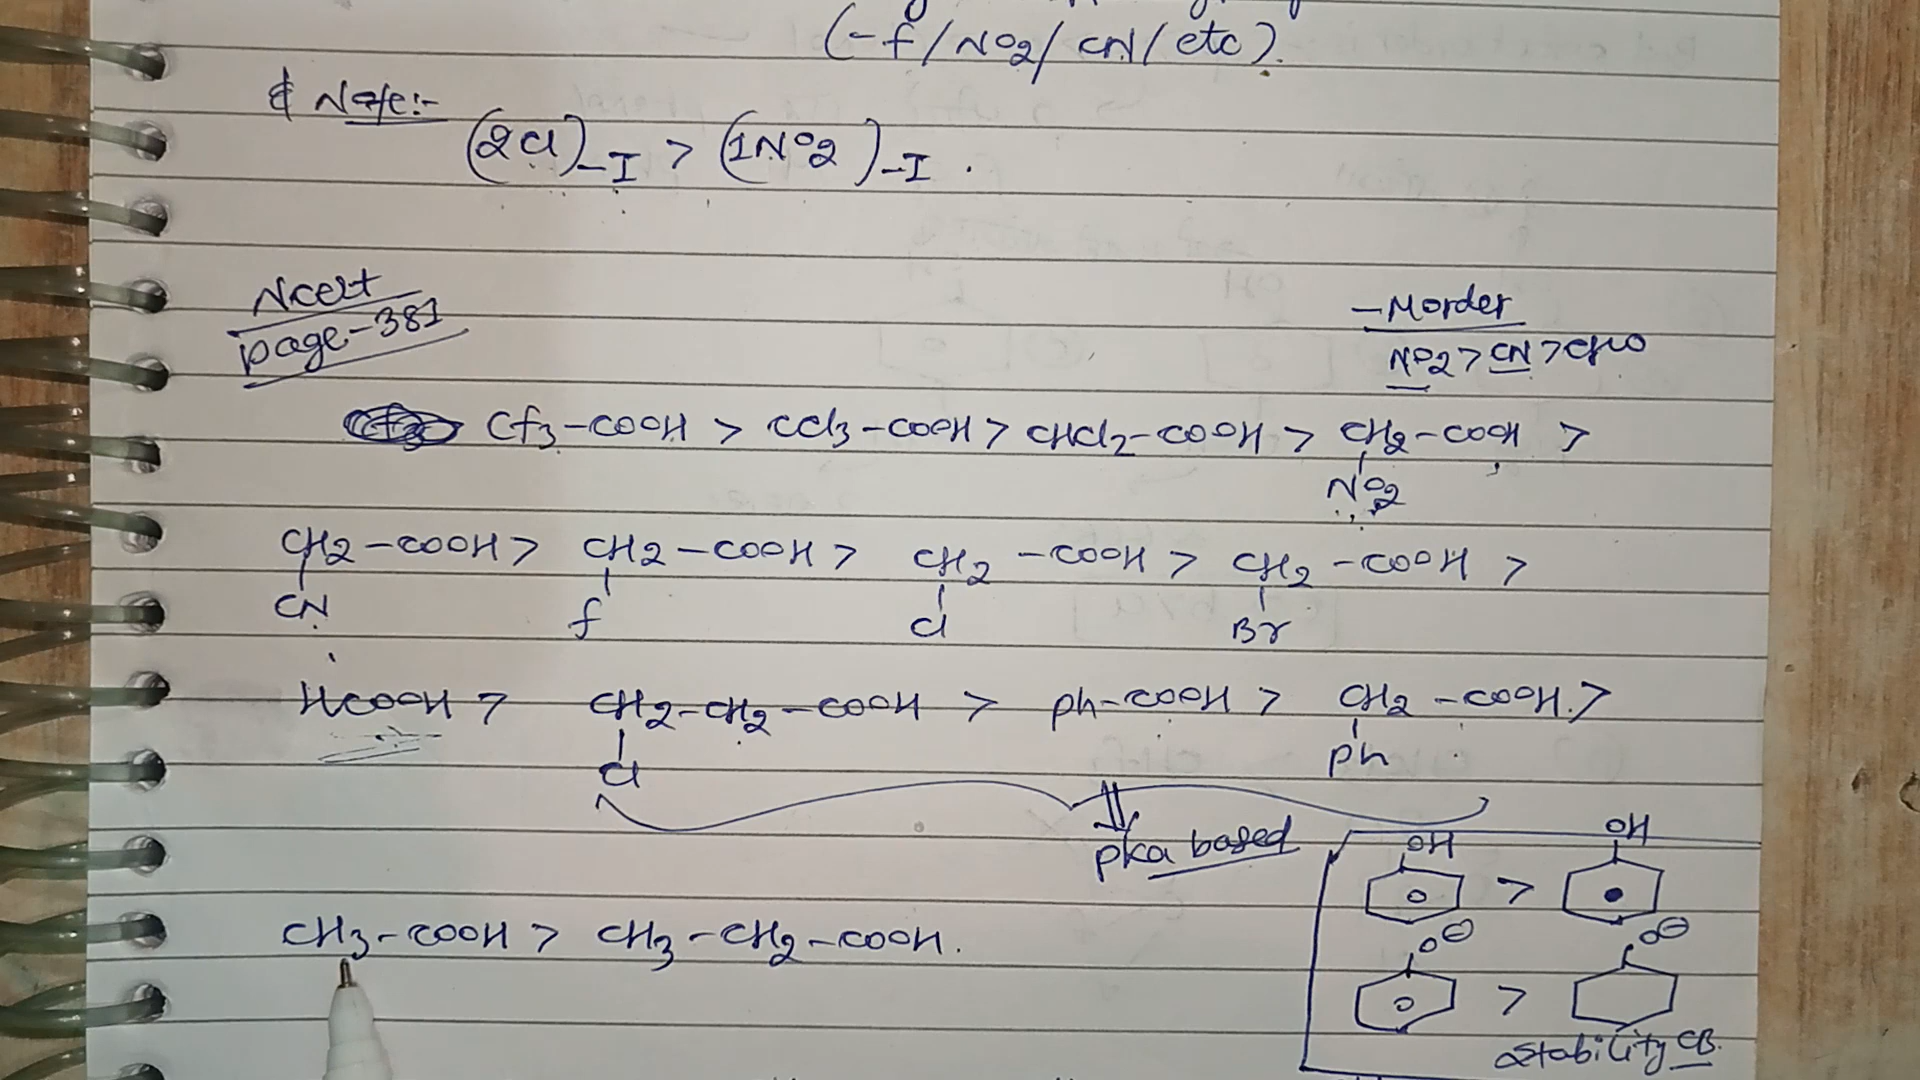 (-f/NO2/CN/etc).
& Note:-
(2Cl)-I > (1NO2)-I .
Ncert
page-381
-M order
NO2 > CN > CHO
Cf3-COOH > CCl3-COOH > CHCl2-COOH > CH2-COOH >
NO2
CH2-COOH > CH2-COOH > CH2-COOH > CH2-COOH >
CN f Cl Br
HCOOH > CH2-CH2-COOH > ph-COOH > CH2-COOH. >
Cl ph
pka based
OH > OH
CH3-COOH > CH3-CH2-COOH.
O⊖ > O⊖
Stability CB.